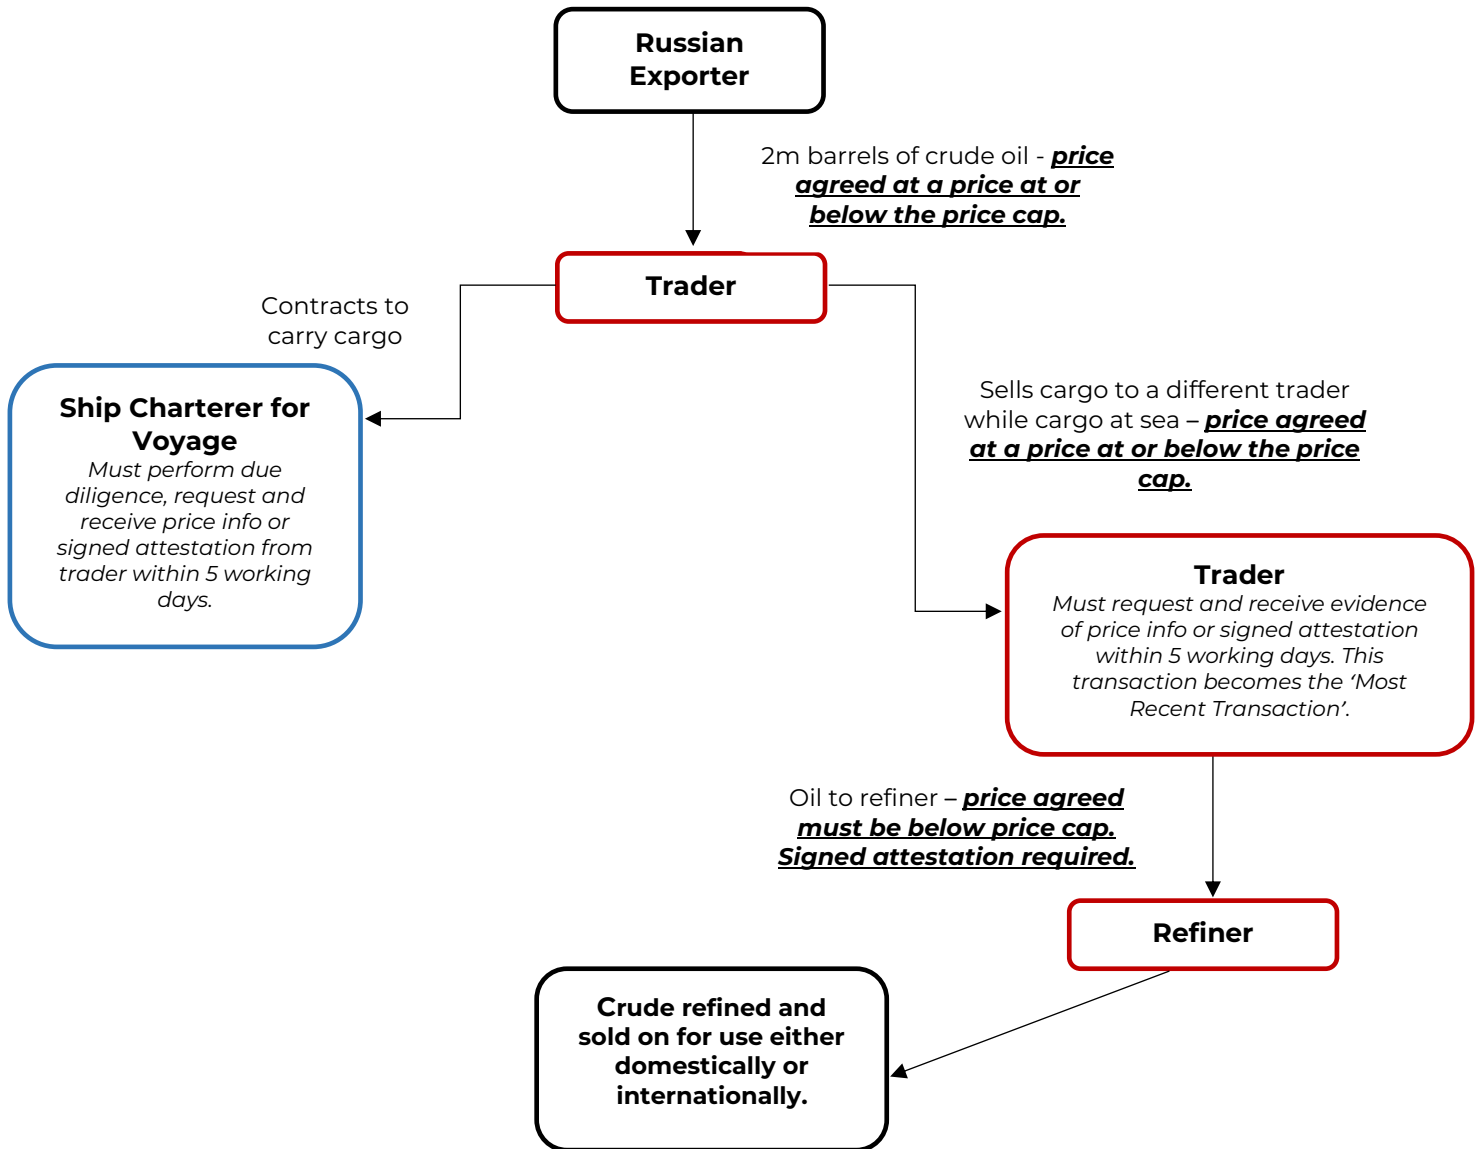 Russian
Exporter
2m barrels of crude oil - price
agreed at a price at or
below the price cap.
Trader
Contracts to
carry cargo
Ship Charterer for
Voyage
Must perform due
diligence, request and
receive price info or
signed attestation from
trader within 5 working
days.
Sells cargo to a different trader
while cargo at sea – price agreed
at a price at or below the price
cap.
Trader
Must request and receive evidence
of price info or signed attestation
within 5 working days. This
transaction becomes the ‘Most
Recent Transaction’.
Oil to refiner – price agreed
must be below price cap.
Signed attestation required.
Refiner
Crude refined and
sold on for use either
domestically or
internationally.